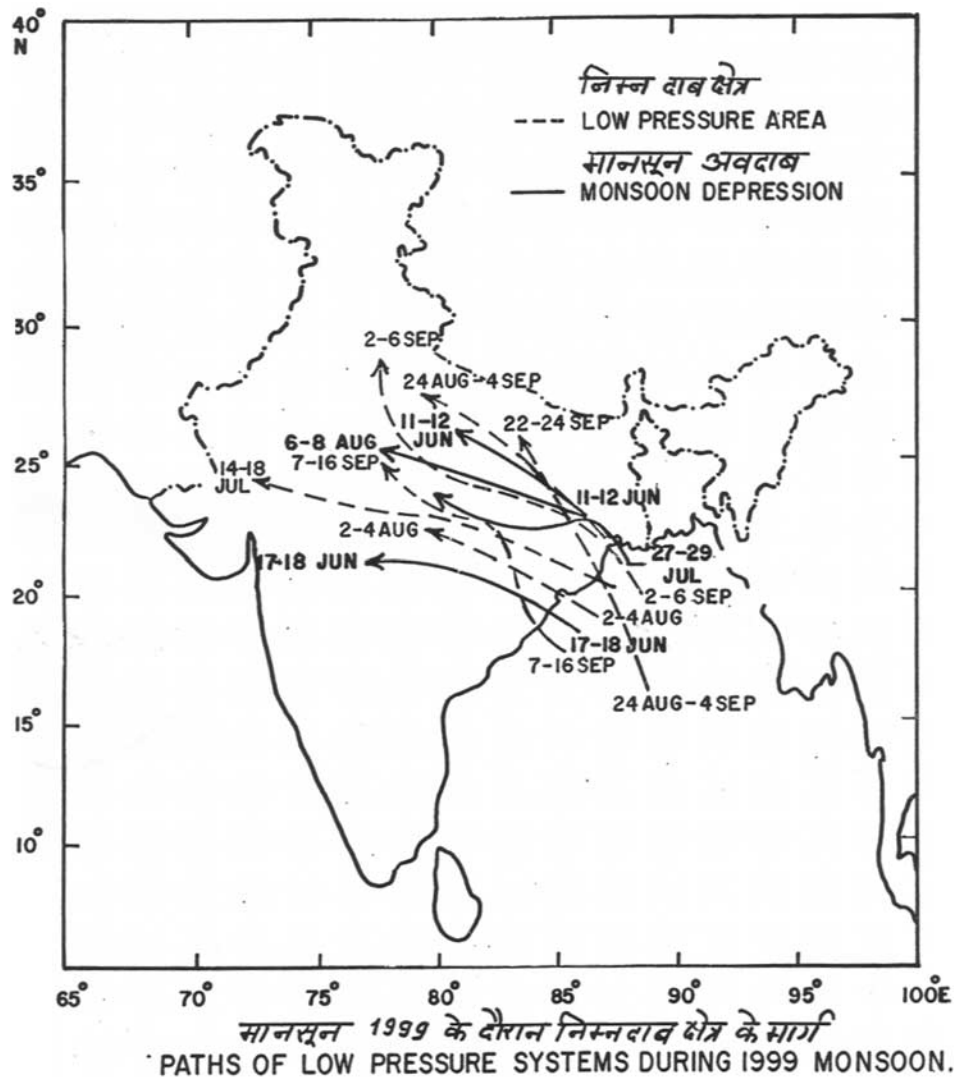 40°
N
निम्न दाब क्षेत्र
--- LOW PRESSURE AREA
मानसून अवदाब
— MONSOON DEPRESSION
35°
30°
2-6 SEP
24 AUG-4 SEP
11-12
JUN
22-24 SEP
6-8 AUG
7-16 SEP
25°
14-18
JUL
11-12 JUN
2-4 AUG
27-29
JUL
17-18 JUN
20°
2-6 SEP
2-4 AUG
17-18 JUN
7-16 SEP
24 AUG-4 SEP
15°
10°
65° 70° 75° 80° 85° 90° 95° 100°E
मानसून 1999 के दौरान निम्नदाब क्षेत्र के मार्ग
PATHS OF LOW PRESSURE SYSTEMS DURING 1999 MONSOON.